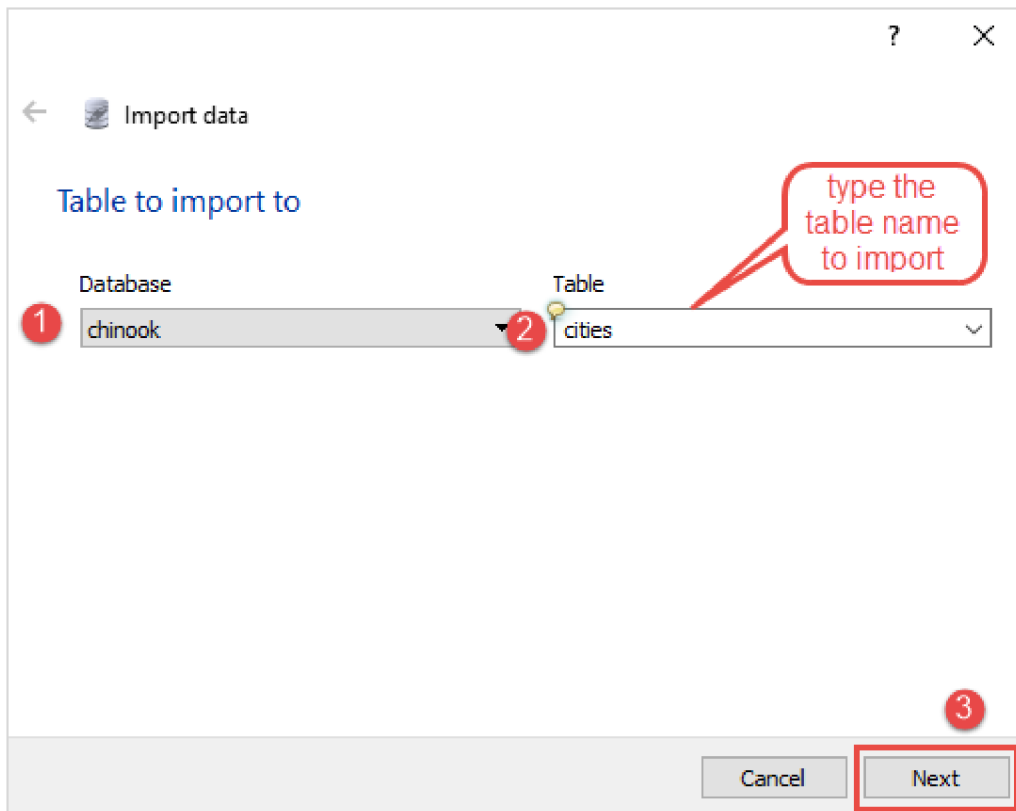 ?
Import data
Table to import to
type the
table name
to import
Database
Table
1
chinook
2
cities
3
Cancel
Next